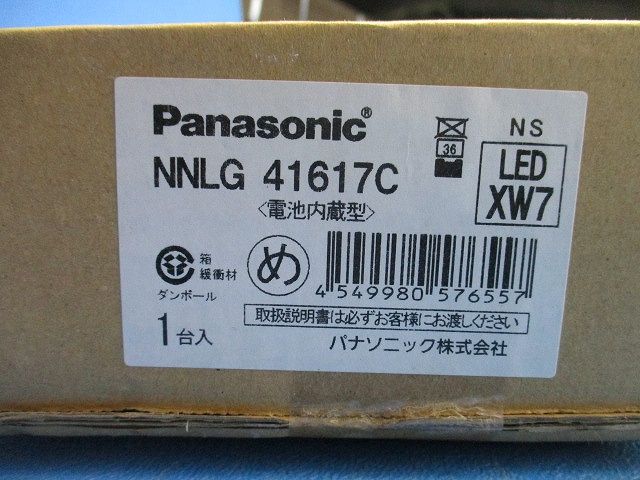 Panasonic®
NNLG 41617C
〈電池内蔵型〉
36
NS
LED
XW7
箱
緩衝材
ダンボール
め
4 549980 576557
1台入
取扱説明書は必ずお客様にお渡しください
パナソニック株式会社